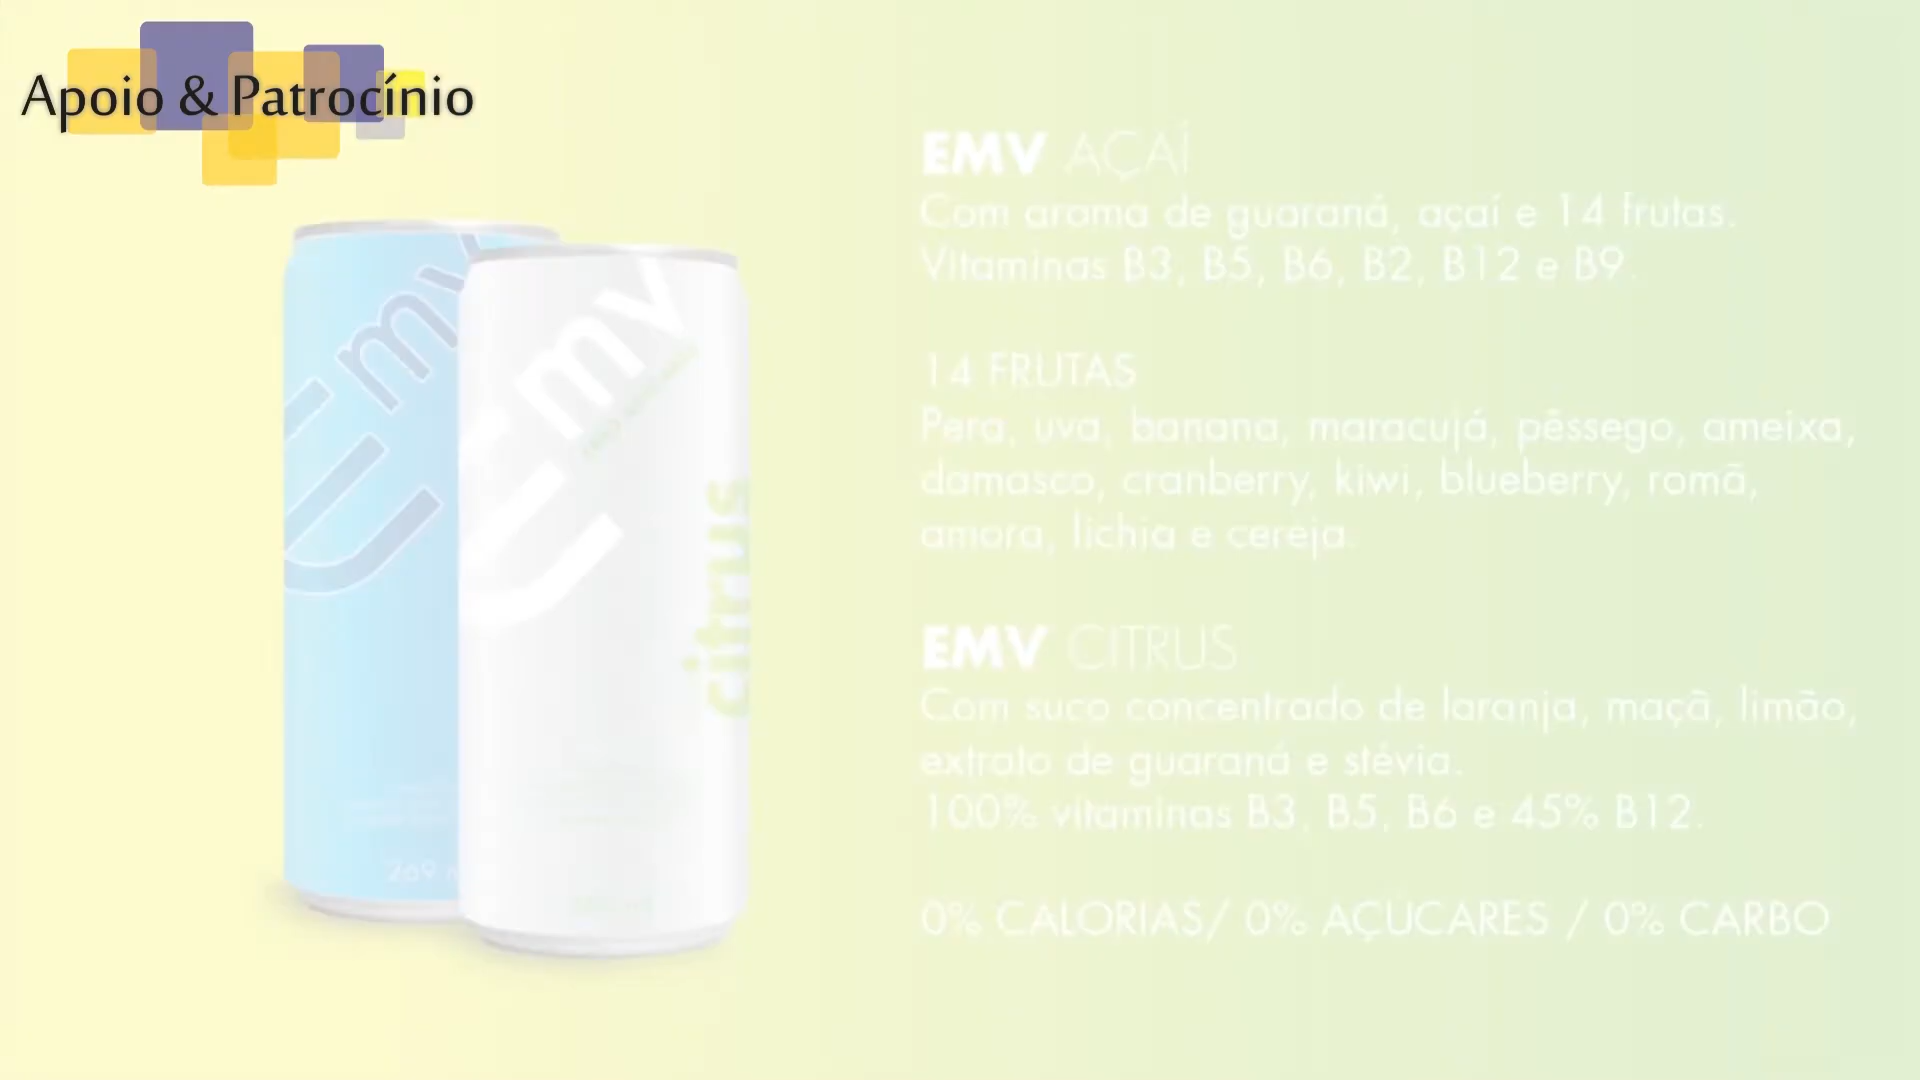 Apoio & Patrocínio
EMV AÇAÍ
Com aroma de guaraná, açaí e 14 frutas.
Vitaminas B3, B5, B6, B2, B12 e B9.
14 FRUTAS
Pera, uva, banana, maracujá, pêssego, ameixa,
damasco, cranberry, kiwi, blueberry, romã,
amora, lichia e cereja.
EMV CITRUS
Com suco concentrado de laranja, maçã, limão,
extrato de guaraná e stévia.
100% vitaminas B3, B5, B6 e 45% B12.
0% CALORIAS/ 0% AÇUCARES / 0% CARBO
Emv
269
Emv
citrus